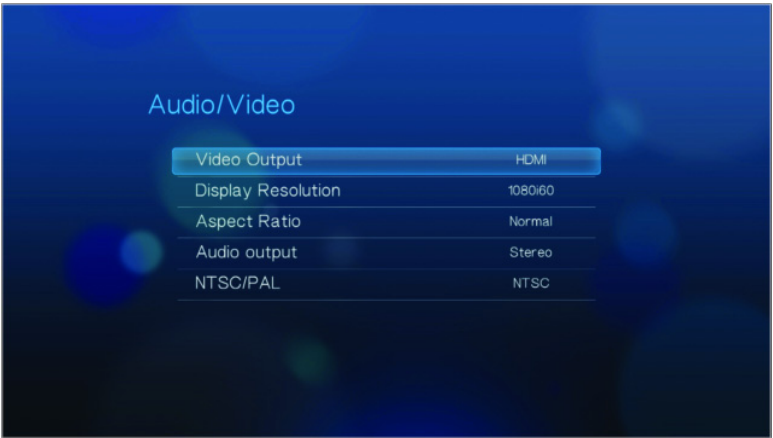 Audio/Video
Video Output HDMI
Display Resolution 1080i60
Aspect Ratio Normal
Audio output Stereo
NTSC/PAL NTSC